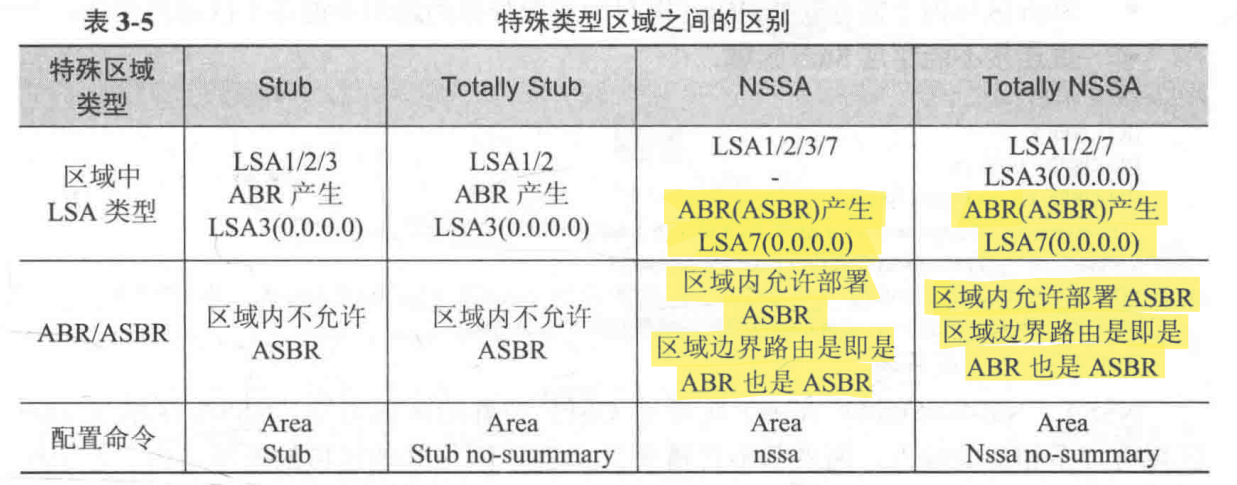 表 3-5 特殊类型区域之间的区别
特殊区域
类型
Stub
Totally Stub
NSSA
Totally NSSA
区域中
LSA 类型
LSA1/2/3
ABR 产生
LSA3(0.0.0.0)
LSA1/2
ABR 产生
LSA3(0.0.0.0)
LSA1/2/3/7
-
ABR(ASBR)产生
LSA7(0.0.0.0)
LSA1/2/7
LSA3(0.0.0.0)
ABR(ASBR)产生
LSA7(0.0.0.0)
ABR/ASBR
区域内不允许
ASBR
区域内不允许
ASBR
区域内允许部署
ASBR
区域边界路由是即是
ABR 也是 ASBR
区域内允许部署 ASBR
区域边界路由是即是
ABR 也是 ASBR
配置命令
Area
Stub
Area
Stub no-suummary
Area
nssa
Area
Nssa no-summary